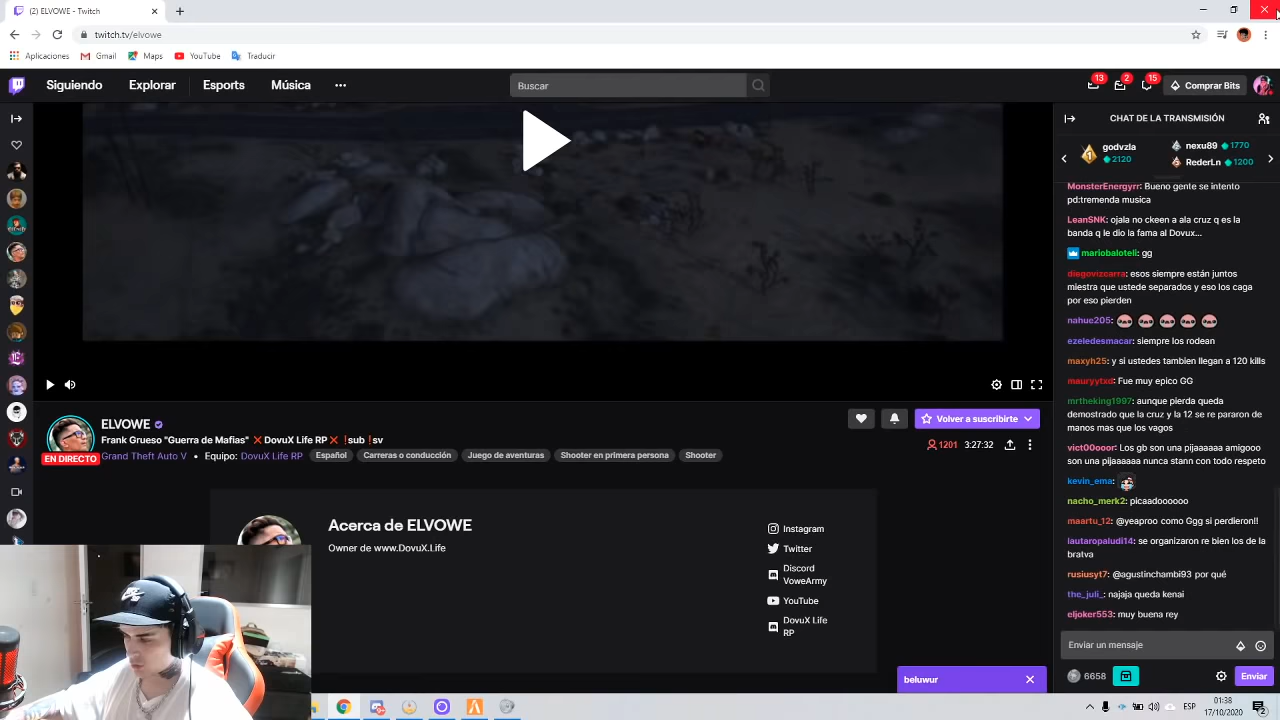 (2) ELVOWE - Twitch
twitch.tv/elvowe
Aplicaciones Gmail Maps YouTube Traducir
Siguiendo Explorar Esports Música
Buscar
13 2 15 Comprar Bits
CHAT DE LA TRANSMISIÓN
1 godvzla 2120
nexu89 1770
RederLn 1200
MonsterEnergyrr: Bueno gente se intento
pd:tremenda musica
LeanSNK: ojala no ckeen a ala cruz q es la
banda q le dio la fama al Dovux...
mariobaloteli: gg
diegovizcarra: esos siempre están juntos
miestra que ustede separados y eso los caga
por eso pierden
nahue205:
ezeledesmacar: siempre los rodean
maxyh25: y si ustedes tambien llegan a 120 kills
mauryytxd: Fue muy epico GG
mrtheking1997: aunque pierda queda
demostrado que la cruz y la 12 se re pararon de
manos mas que los vagos
vict00ooor: Los gb son una pijaaaaaa amigooo
son una pijaaaaaa nunca stann con todo respeto
kevin_ema:
nacho_merk2: picaadoooooo
maartu_12: @yeaproo como Ggg si perdieron!!
lautaropaludi14: se organizaron re bien los de la
bratva
rusiusyt7: @agustinchambi93 por qué
the_juli_: najaja queda kenai
eljoker553: muy buena rey
Enviar un mensaje
6658 Enviar
ELVOWE
Frank Grueso "Guerra de Mafias" ❌DovuX Life RP❌ ❗sub ❗sv
EN DIRECTO
Grand Theft Auto V • Equipo: DovuX Life RP Español Carreras o conducción Juego de aventuras Shooter en primera persona Shooter
Volver a suscribirte
1201 3:27:32
Acerca de ELVOWE
Owner de www.DovuX.Life
Instagram
Twitter
Discord
VoweArmy
YouTube
DovuX Life
RP
beluwur
ESP
01:38
17/10/2020
2